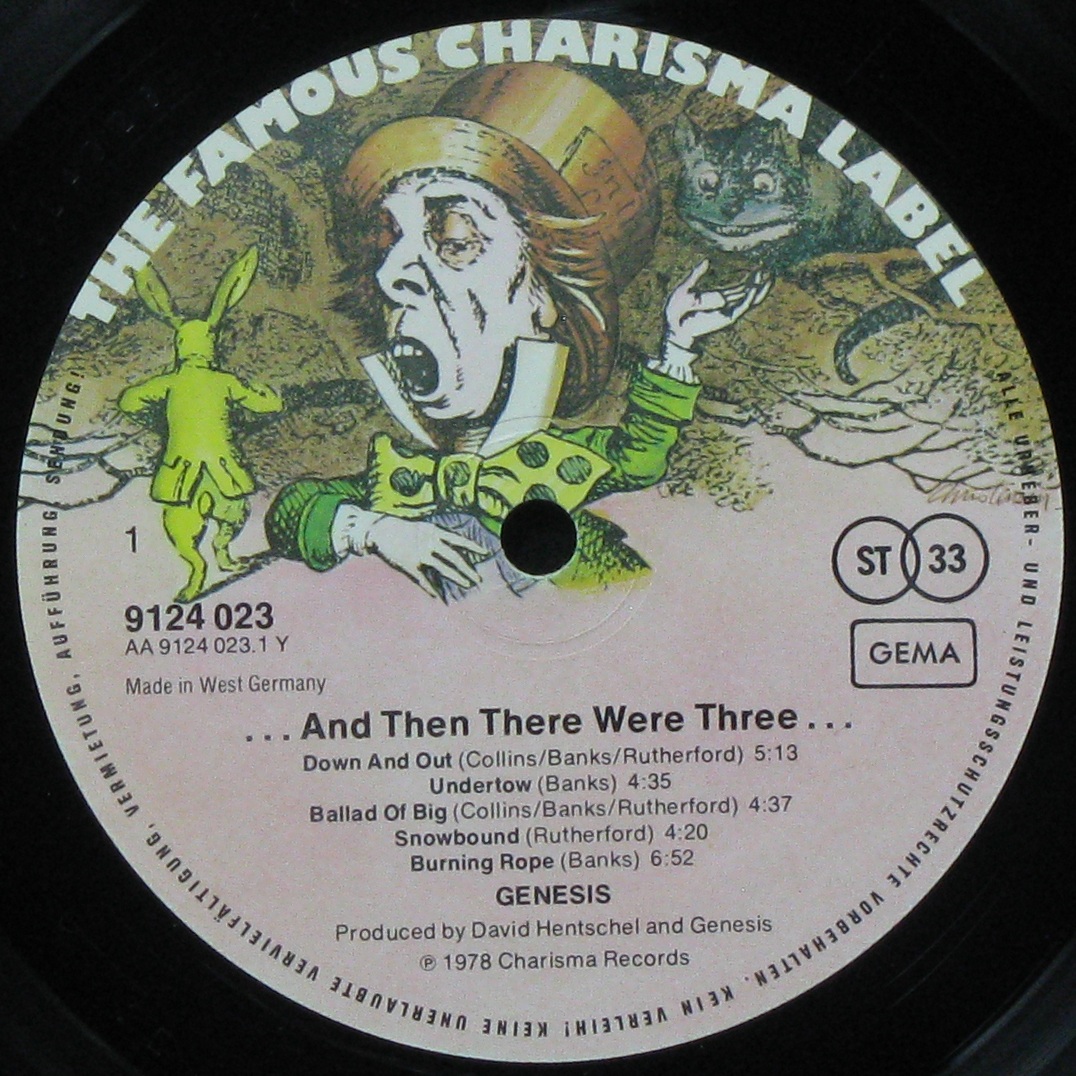 THE FAMOUS CHARISMA LABEL
1
ST 33
9124 023
AA 9124 023.1 Y
GEMA
Made in West Germany
...And Then There Were Three...
Down And Out (Collins/Banks/Rutherford) 5:13
Undertow (Banks) 4:35
Ballad Of Big (Collins/Banks/Rutherford) 4:37
Snowbound (Rutherford) 4:20
Burning Rope (Banks) 6:52
GENESIS
Produced by David Hentschel and Genesis
℗ 1978 Charisma Records
ALLE URHEBER- UND LEISTUNGSSCHUTZRECHTE VORBEHALTEN. KEIN VERLEIH! KEINE UNERLAUBTE VERVIELFÄLTIGUNG, VERMIETUNG, AUFFÜHRUNG, SENDUNG!